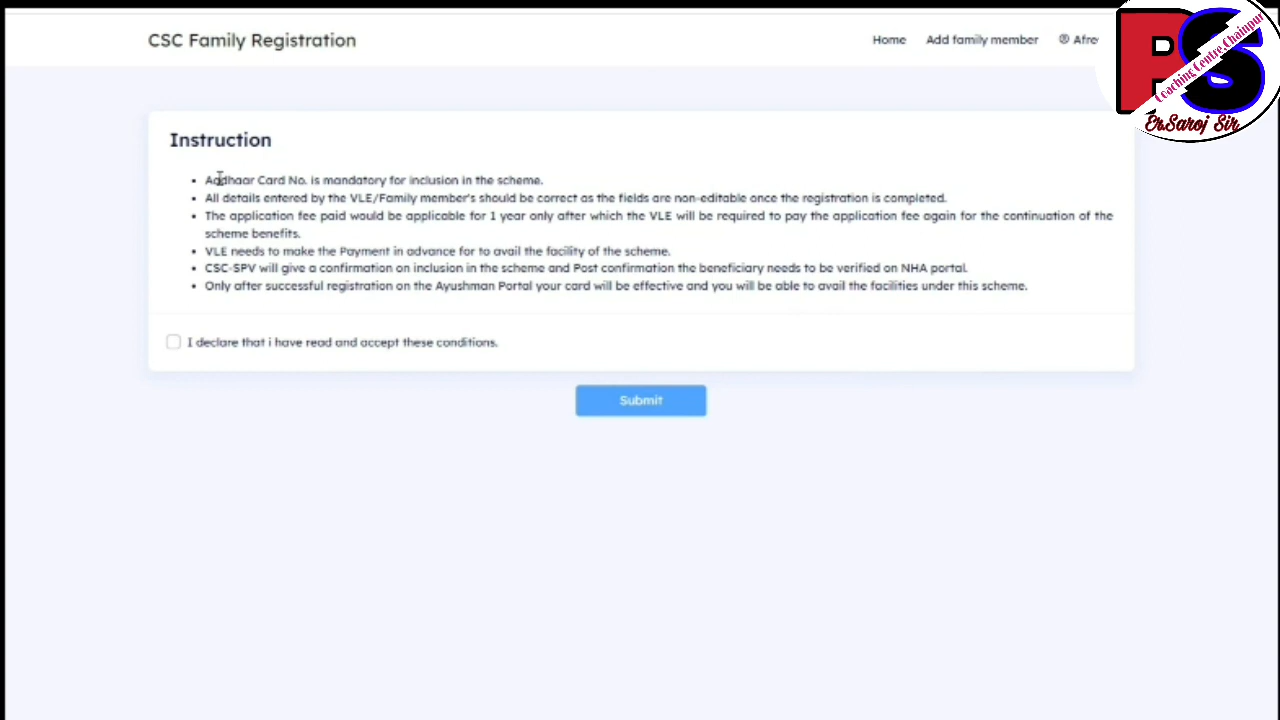 CSC Family Registration
Home Add family member Afre
PS
Coaching Centre, Chainpur
Er.Saroj Sir
Instruction
• Aadhaar Card No. is mandatory for inclusion in the scheme.
• All details entered by the VLE/Family member's should be correct as the fields are non-editable once the registration is completed.
• The application fee paid would be applicable for 1 year only after which the VLE will be required to pay the application fee again for the continuation of the
scheme benefits.
• VLE needs to make the Payment in advance for to avail the facility of the scheme.
• CSC-SPV will give a confirmation on inclusion in the scheme and Post confirmation the beneficiary needs to be verified on NHA portal.
• Only after successful registration on the Ayushman Portal your card will be effective and you will be able to avail the facilities under this scheme.
I declare that i have read and accept these conditions.
Submit